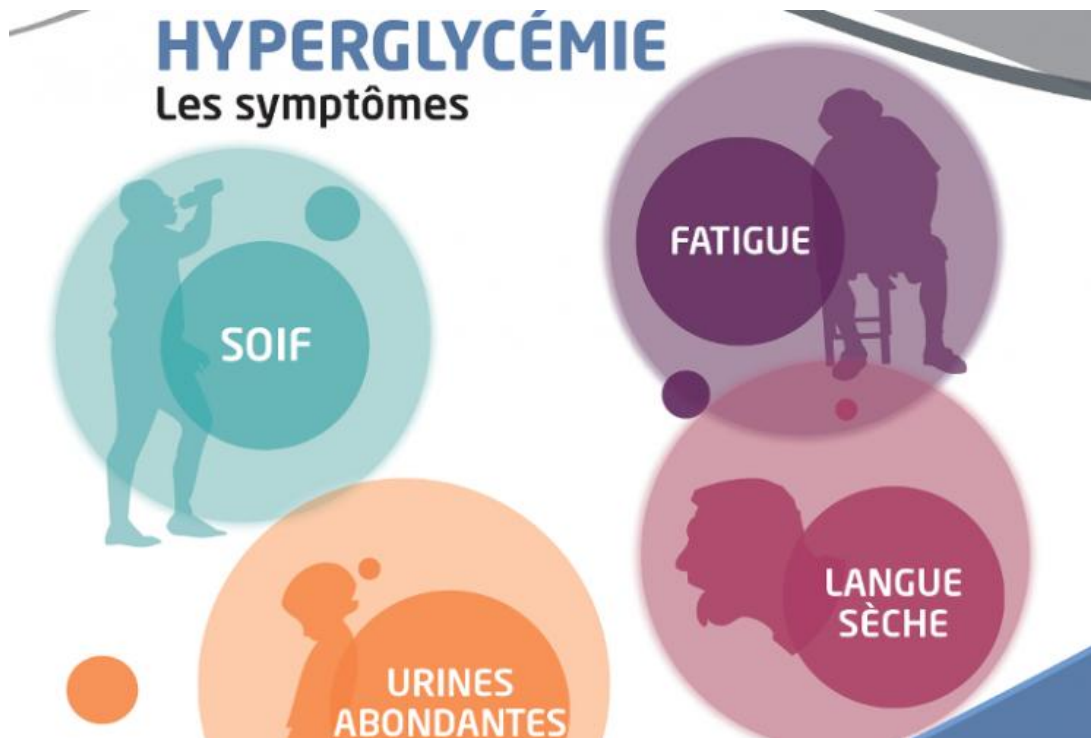 HYPERGLYCÉMIE
Les symptômes
SOIF
FATIGUE
LANGUE
SÈCHE
URINES
ABONDANTES